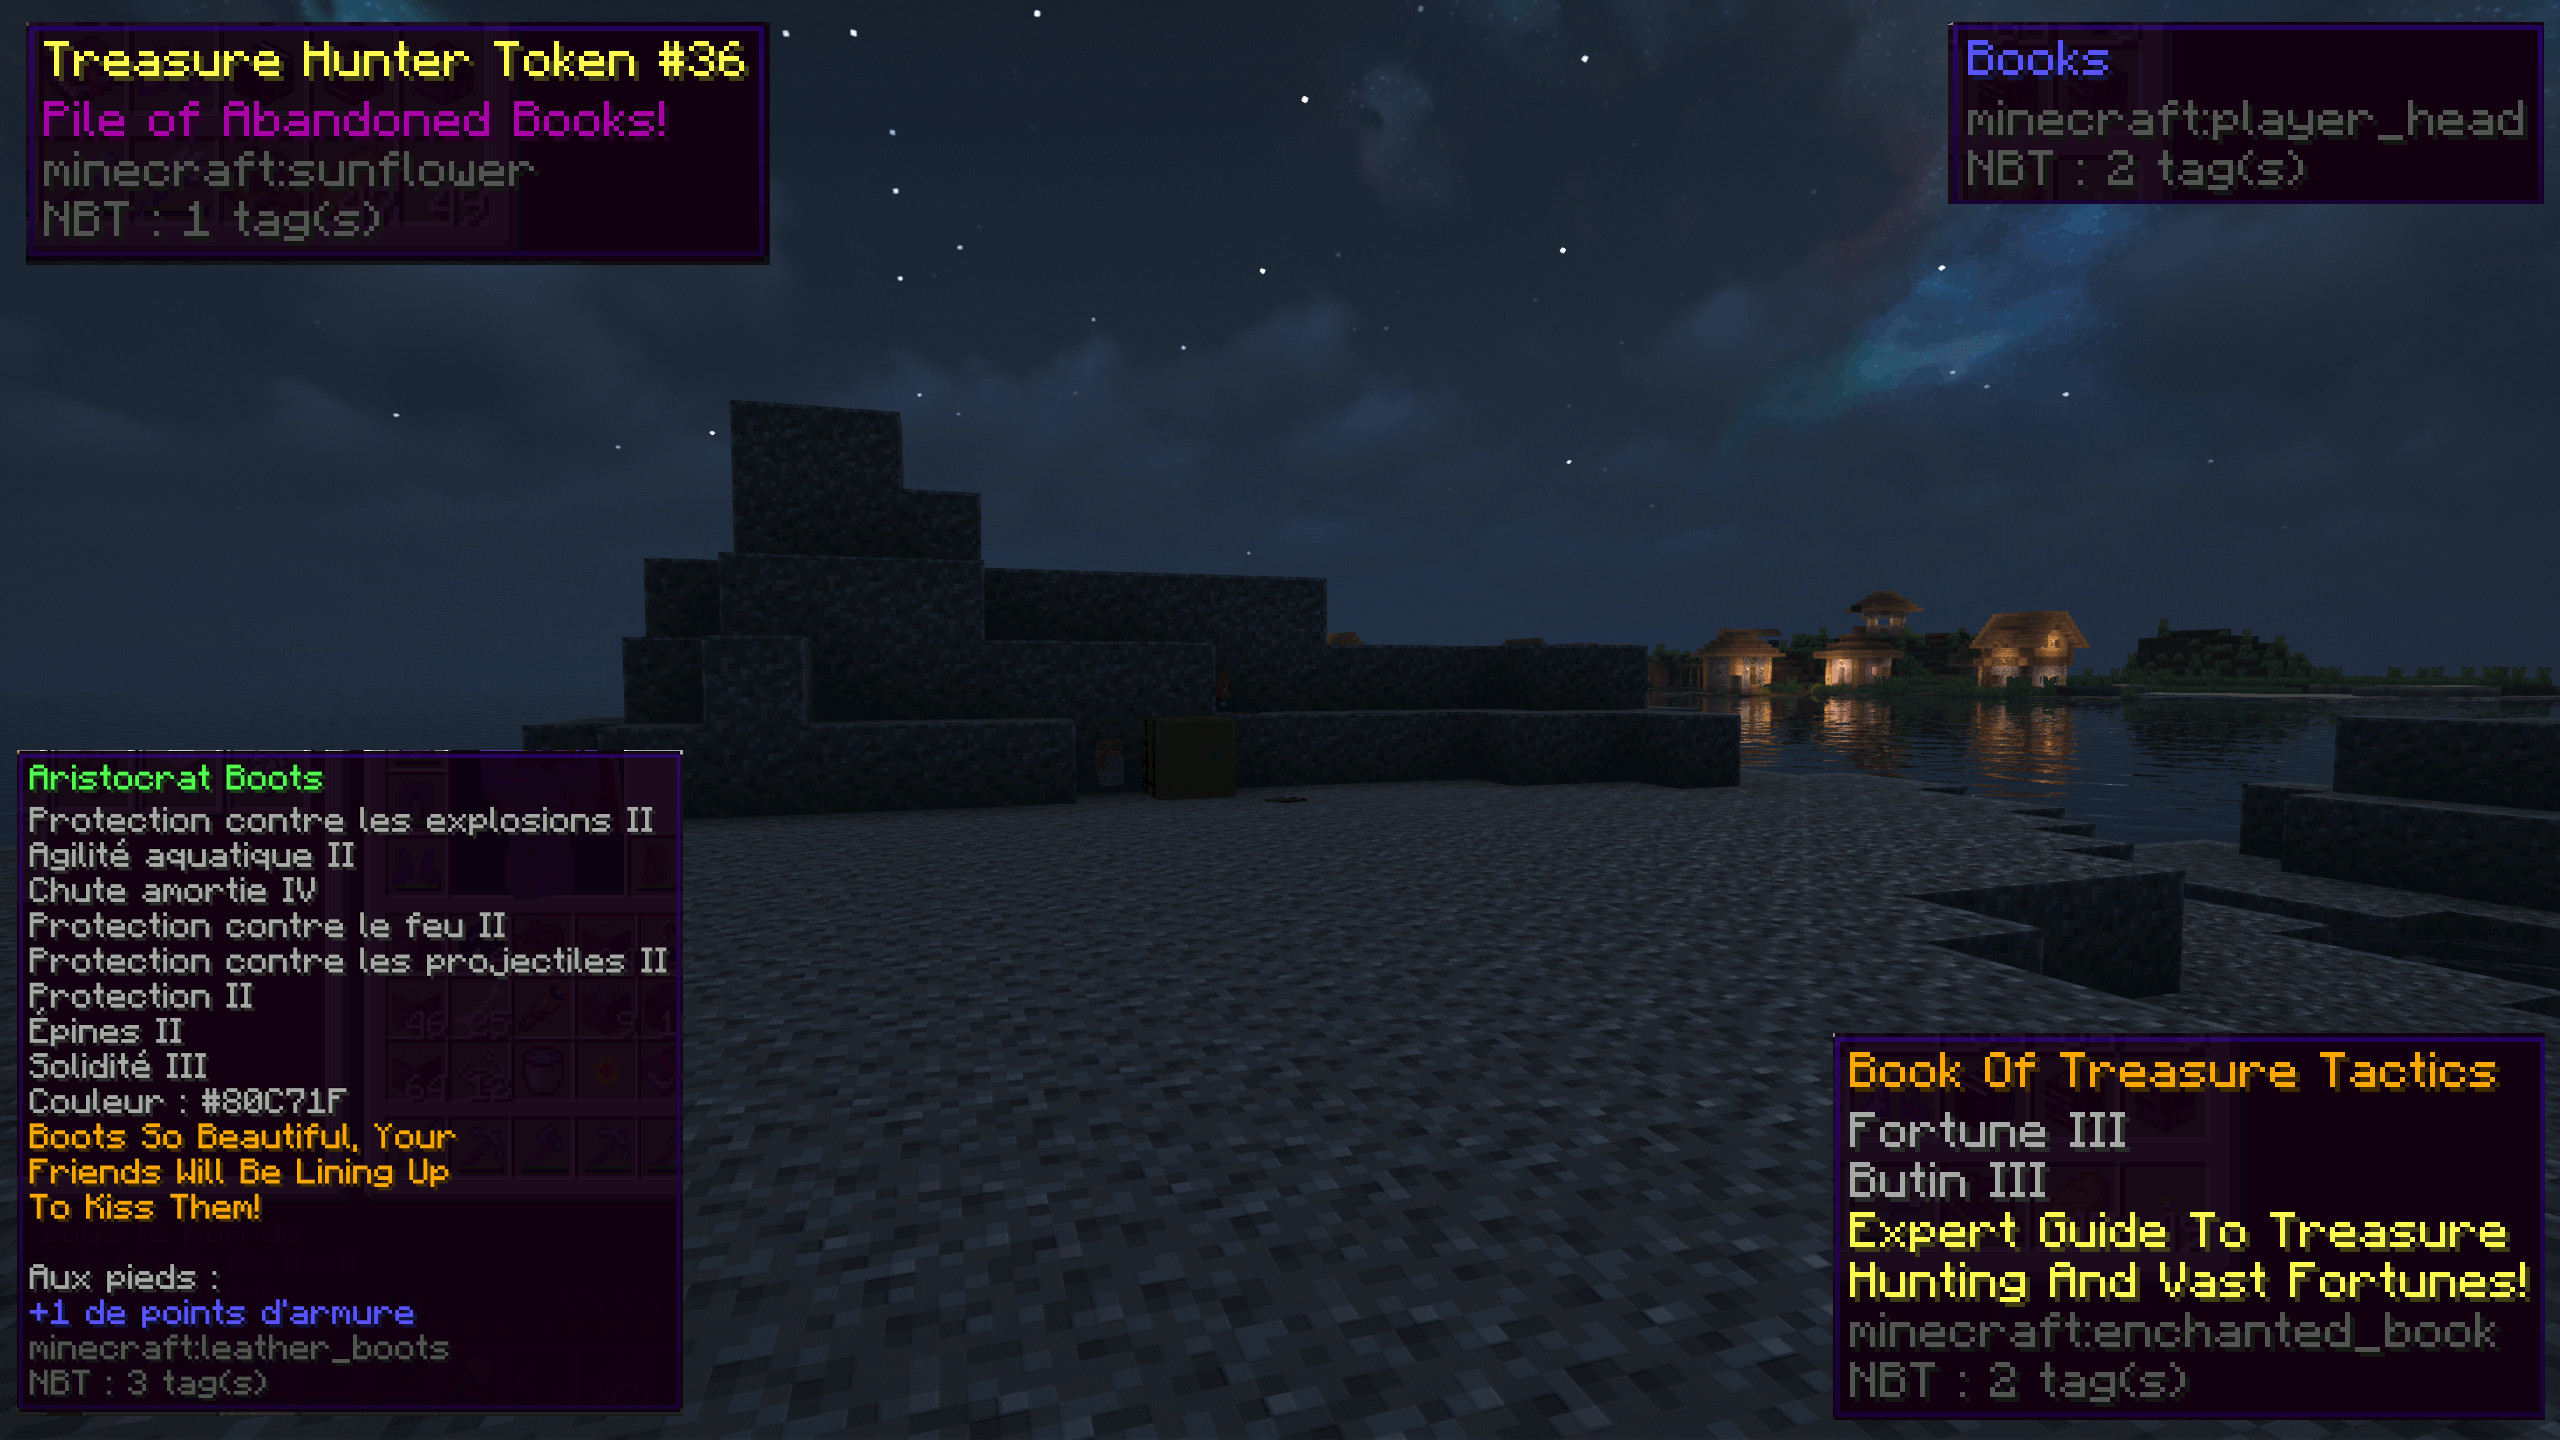 Treasure Hunter Token #36
Pile of Abandoned Books!
minecraft:sunflower
NBT : 1 tag(s)
Books
minecraft:player_head
NBT : 2 tag(s)
Aristocrat Boots
Protection contre les explosions II
Agilité aquatique II
Chute amortie IV
Protection contre le feu II
Protection contre les projectiles II
Protection II
Épines II
Solidité III
Couleur : #80C71F
Boots So Beautiful, Your
Friends Will Be Lining Up
To Kiss Them!
Aux pieds :
+1 de points d'armure
minecraft:leather_boots
NBT : 3 tag(s)
Book Of Treasure Tactics
Fortune III
Butin III
Expert Guide To Treasure
Hunting And Vast Fortunes!
minecraft:enchanted_book
NBT : 2 tag(s)